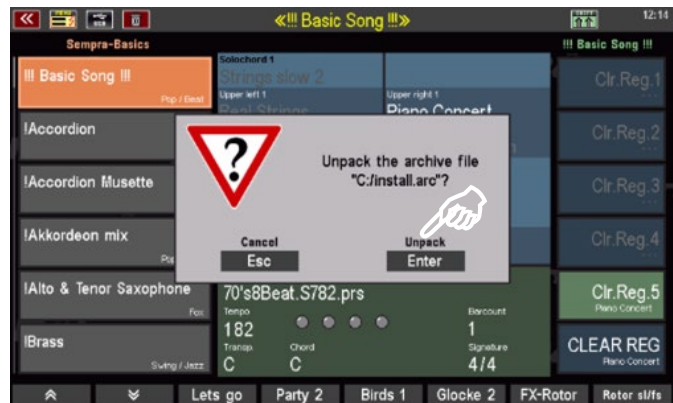 «!!! Basic Song !!!»
12:14
Sempra-Basics
!!! Basic Song !!!
!!! Basic Song !!!
Pop / Beat
!Accordion
!Accordion Musette
!Akkordeon mix
!Alto & Tenor Saxophone
Fox
!Brass
Swing / Jazz
Solochord 1
Strings slow 2
Upper left 1
Real Strings
Upper right 1
Piano Concert
Unpack the archive file
"C:/install.arc"?
Cancel
Esc
Unpack
Enter
70's8Beat.S782.prs
Tempo
182
Barcount
1
Transp.
C
Chord
C
Signature
4/4
Clr.Reg.1
Clr.Reg.2
Clr.Reg.3
Clr.Reg.4
Clr.Reg.5
Piano Concert
CLEAR REG
Piano Concert
Lets go
Party 2
Birds 1
Glocke 2
FX-Rotor
Rotor sl/fs